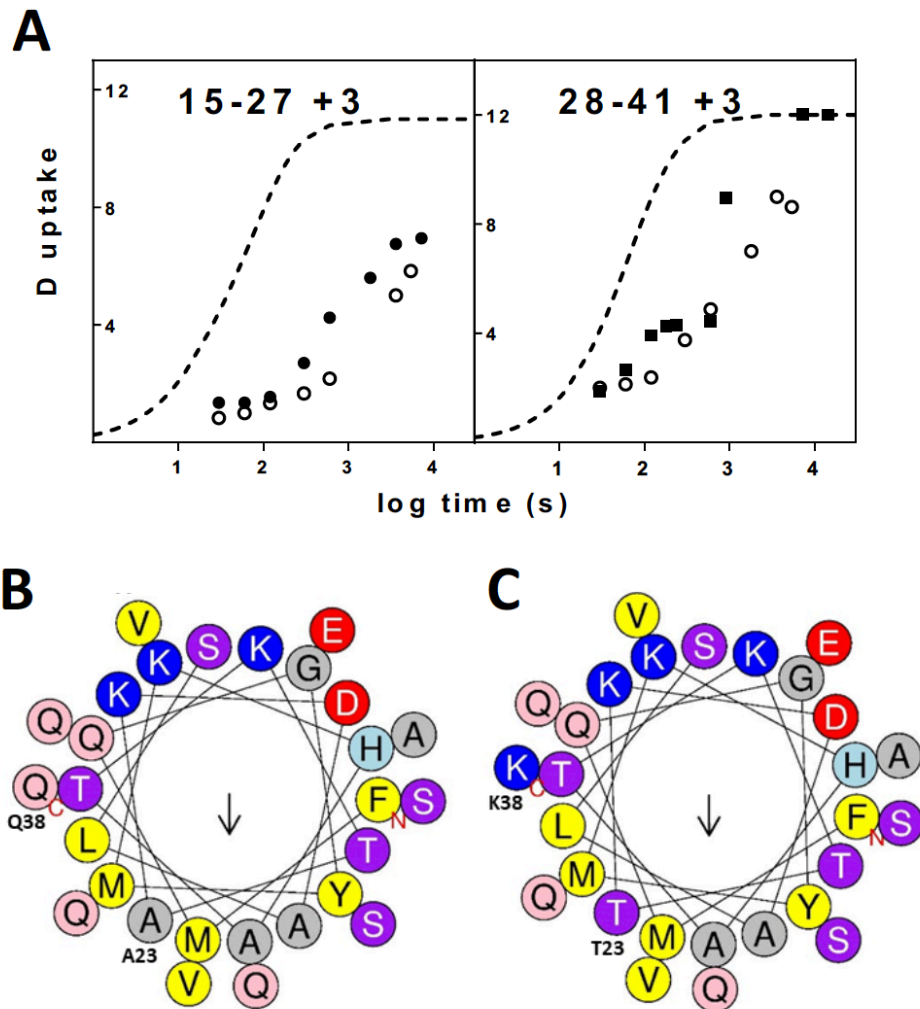 A
15-27 +3
28-41 +3
D uptake
12
8
4
12
8
4
1 2 3 4
1 2 3 4
log time (s)
B
V
E
S
K
K
G
K
D
Q
Q
H
A
Q
T
F
S
Q38
C
N
L
T
M
Y
Q
A
M
A
A
S
A23
V
Q
C
V
E
S
K
K
G
K
D
Q
Q
H
A
K
T
F
S
K38
C
N
L
T
M
Y
Q
T
M
A
A
S
T23
V
Q